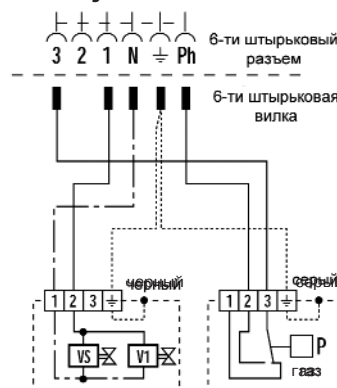 3 2 1 N Ph
6-ти штырьковый
разъем
6-ти штырьковая
вилка
черный
серый
1 2 3
1 2 3
VS V1
P
газ